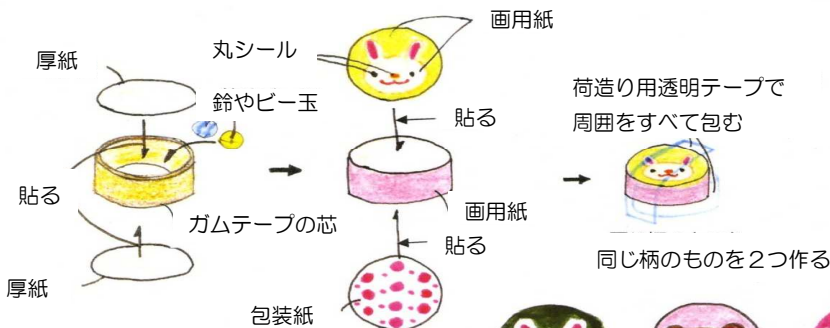 厚紙
丸シール
画用紙
鈴やビー玉
貼る
ガムテープの芯
厚紙
貼る
画用紙
貼る
包装紙
荷造り用透明テープで
周囲をすべて包む
同じ柄のものを２つ作る